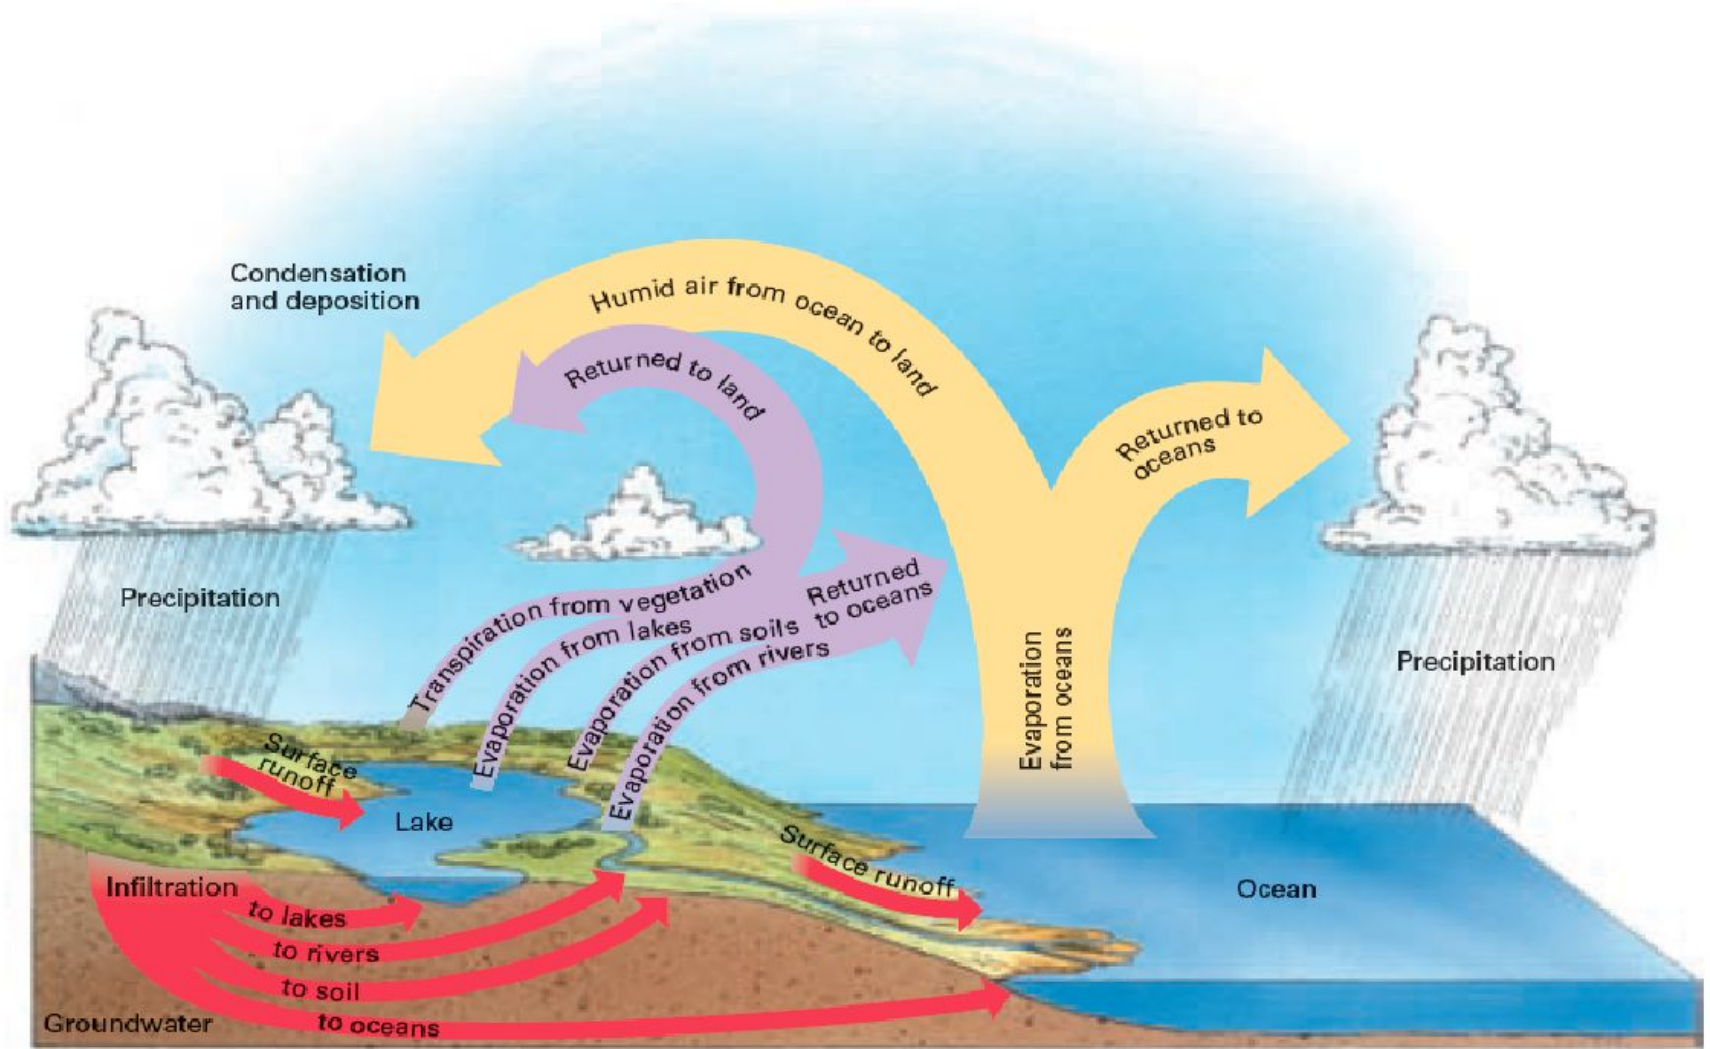 Condensation
and deposition
Humid air from ocean to land
Returned to land
Returned to
oceans
Precipitation
Transpiration from vegetation
Evaporation from lakes
Evaporation from soils
Evaporation from rivers
Returned
to oceans
Evaporation
from oceans
Precipitation
Surface
runoff
Lake
Surface runoff
Ocean
Infiltration
to lakes
to rivers
to soil
to oceans
Groundwater